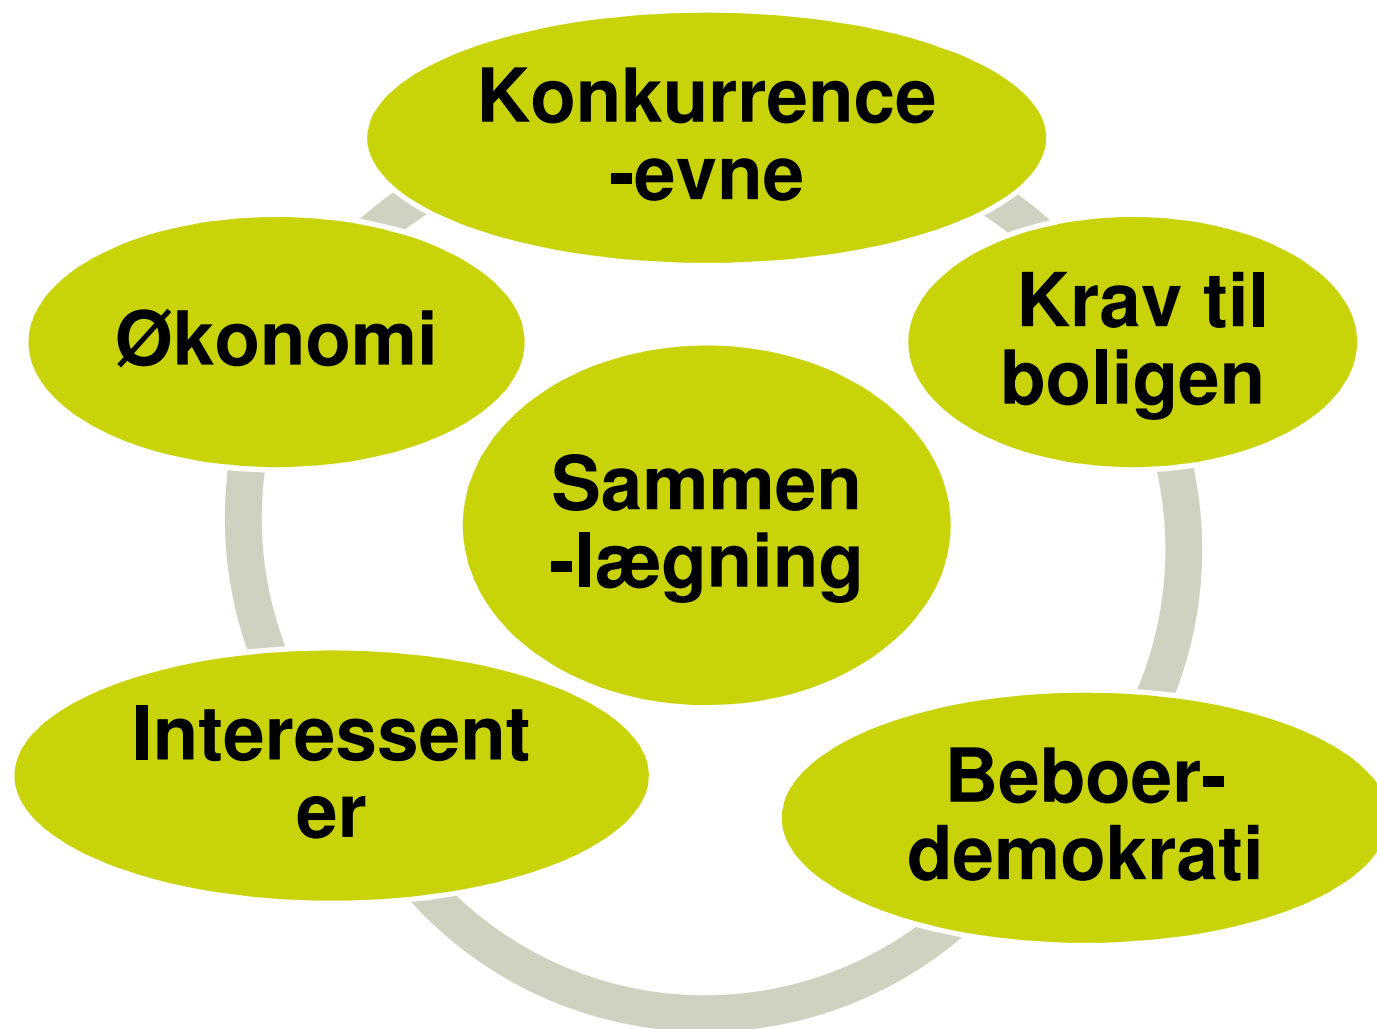 Konkurrence
-evne
Krav til
boligen
Økonomi
Sammen
-lægning
Interessent
er
Beboer-
demokrati